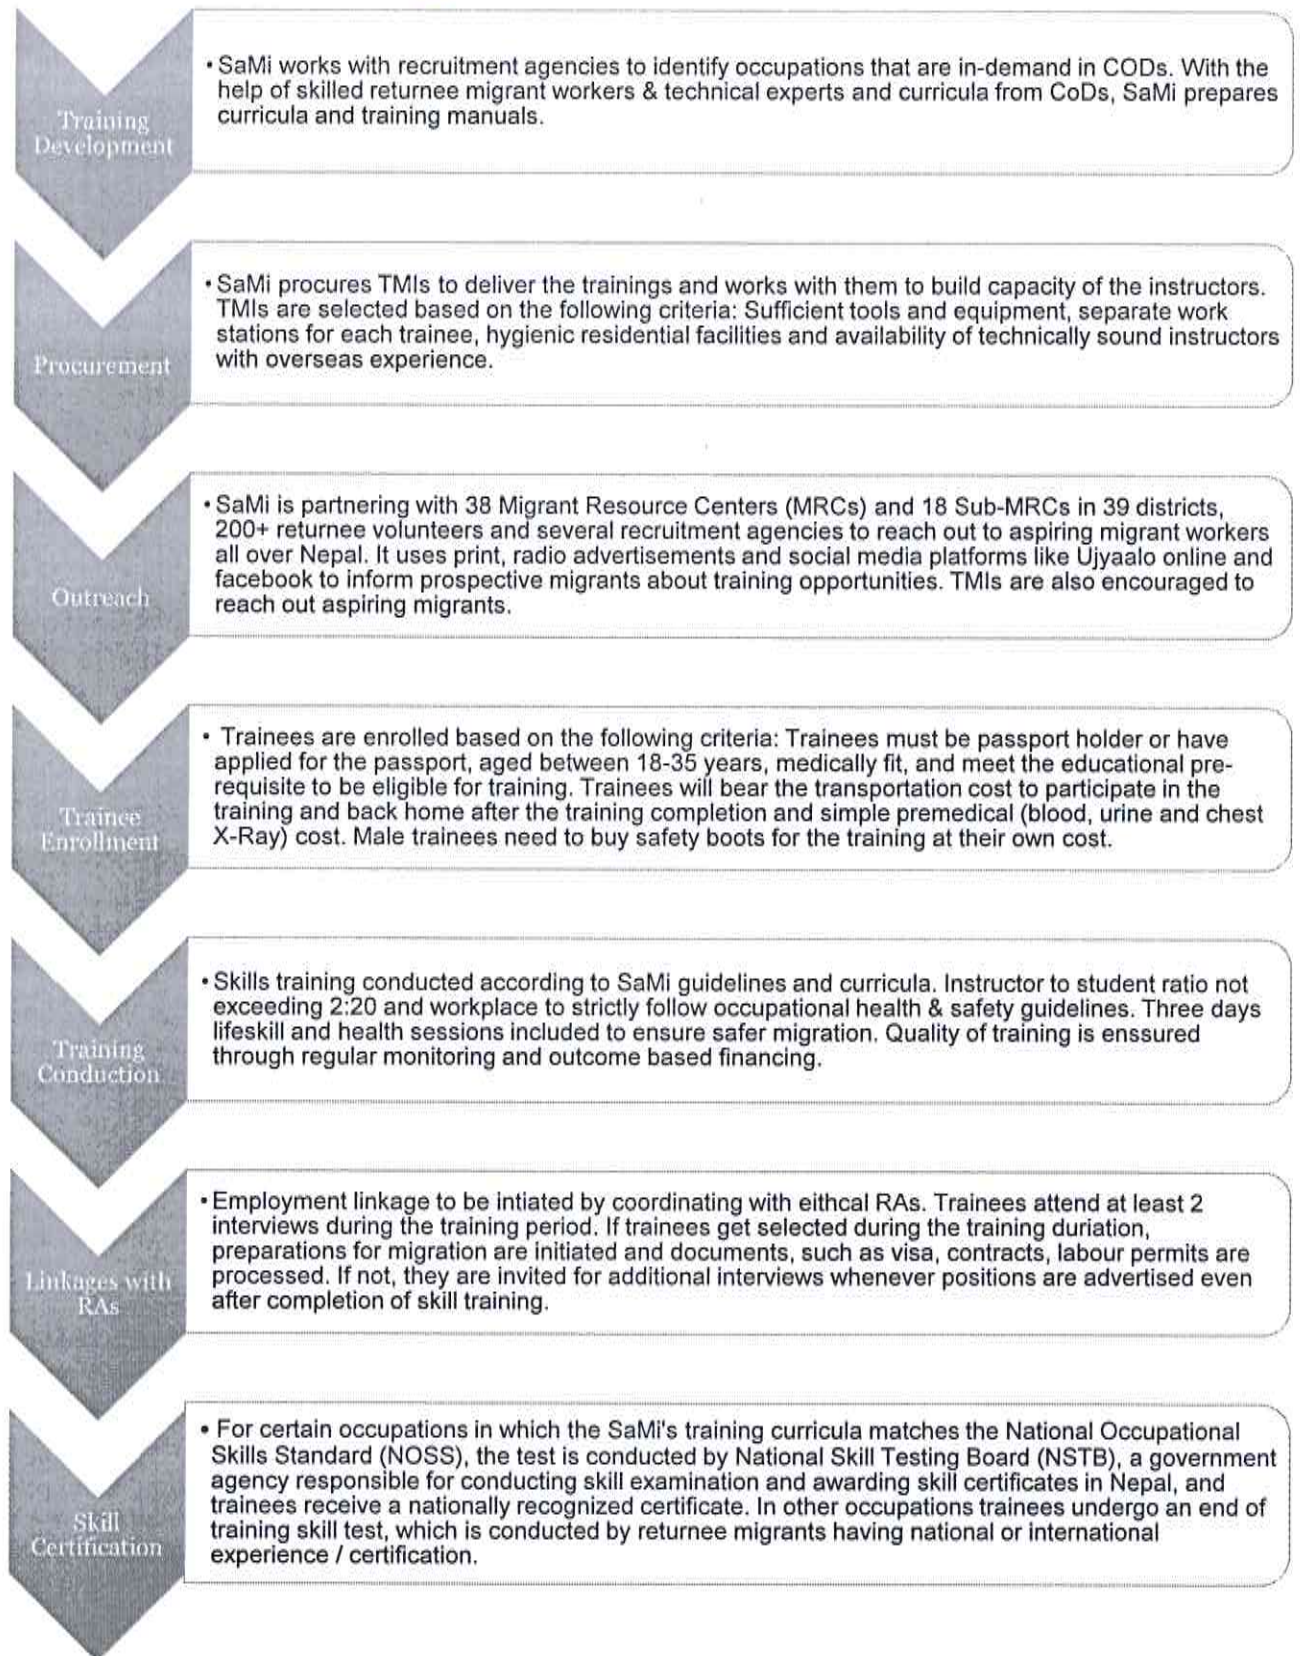 Training
Development
• SaMi works with recruitment agencies to identify occupations that are in-demand in CODs. With the
help of skilled returnee migrant workers & technical experts and curricula from CoDs, SaMi prepares
curricula and training manuals.
Procurement
• SaMi procures TMIs to deliver the trainings and works with them to build capacity of the instructors.
TMIs are selected based on the following criteria: Sufficient tools and equipment, separate work
stations for each trainee, hygienic residential facilities and availability of technically sound instructors
with overseas experience.
Outreach
• SaMi is partnering with 38 Migrant Resource Centers (MRCs) and 18 Sub-MRCs in 39 districts,
200+ returnee volunteers and several recruitment agencies to reach out to aspiring migrant workers
all over Nepal. It uses print, radio advertisements and social media platforms like Ujyaalo online and
facebook to inform prospective migrants about training opportunities. TMIs are also encouraged to
reach out aspiring migrants.
Trainee
Enrollment
• Trainees are enrolled based on the following criteria: Trainees must be passport holder or have
applied for the passport, aged between 18-35 years, medically fit, and meet the educational pre-
requisite to be eligible for training. Trainees will bear the transportation cost to participate in the
training and back home after the training completion and simple premedical (blood, urine and chest
X-Ray) cost. Male trainees need to buy safety boots for the training at their own cost.
Training
Conduction
• Skills training conducted according to SaMi guidelines and curricula. Instructor to student ratio not
exceeding 2:20 and workplace to strictly follow occupational health & safety guidelines. Three days
lifeskill and health sessions included to ensure safer migration. Quality of training is enssured
through regular monitoring and outcome based financing.
Linkages with
RAs
• Employment linkage to be intiated by coordinating with eithcal RAs. Trainees attend at least 2
interviews during the training period. If trainees get selected during the training duriation,
preparations for migration are initiated and documents, such as visa, contracts, labour permits are
processed. If not, they are invited for additional interviews whenever positions are advertised even
after completion of skill training.
Skill
Certification
• For certain occupations in which the SaMi's training curricula matches the National Occupational
Skills Standard (NOSS), the test is conducted by National Skill Testing Board (NSTB), a government
agency responsible for conducting skill examination and awarding skill certificates in Nepal, and
trainees receive a nationally recognized certificate. In other occupations trainees undergo an end of
training skill test, which is conducted by returnee migrants having national or international
experience / certification.